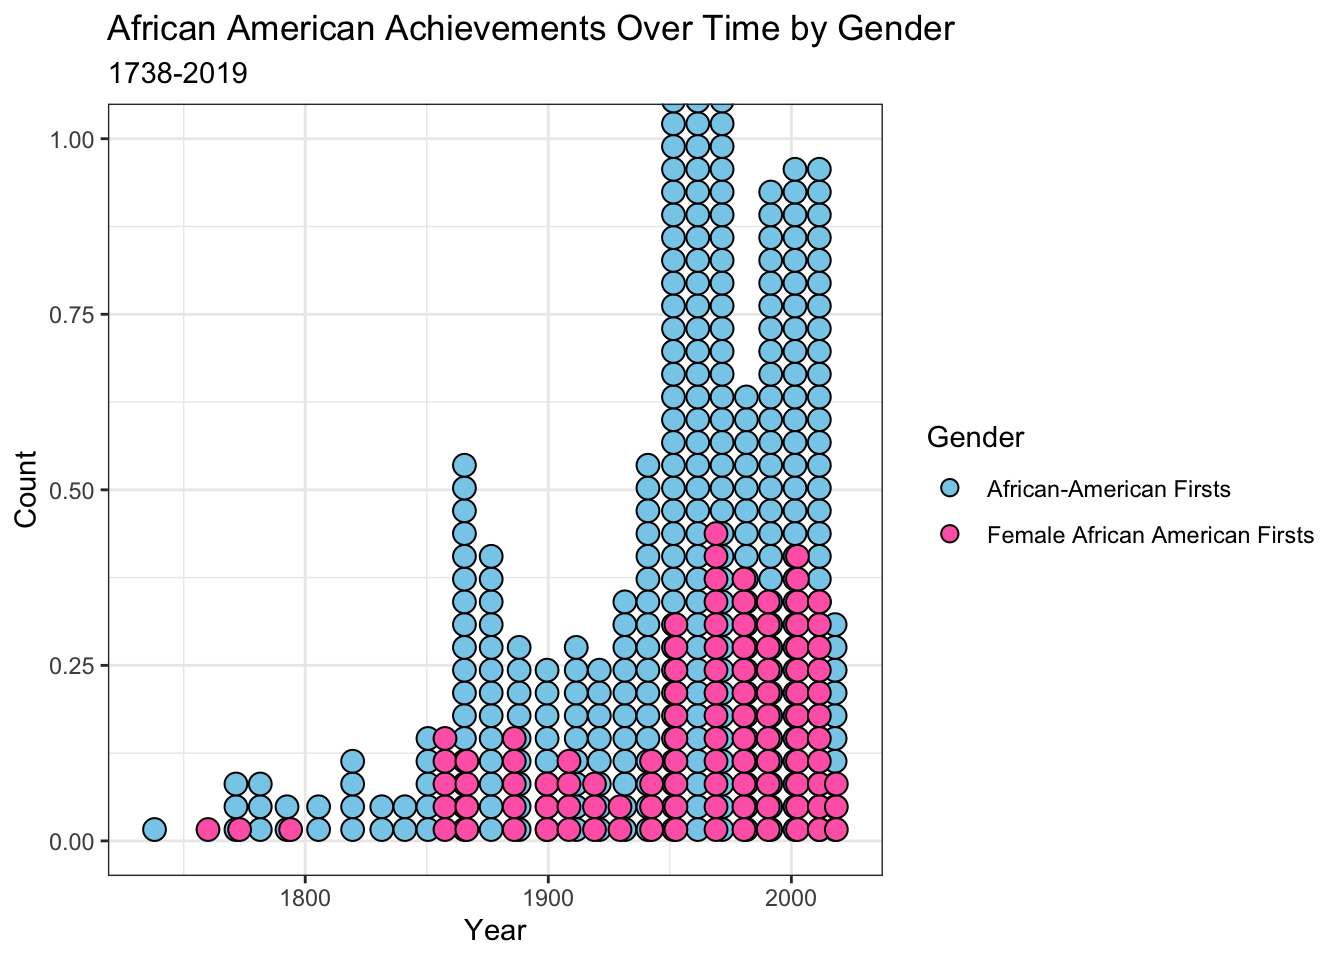 African American Achievements Over Time by Gender
1738-2019
1.00
0.75
0.50
0.25
0.00
Count
1800
1900
2000
Year
Gender
African-American Firsts
Female African American Firsts